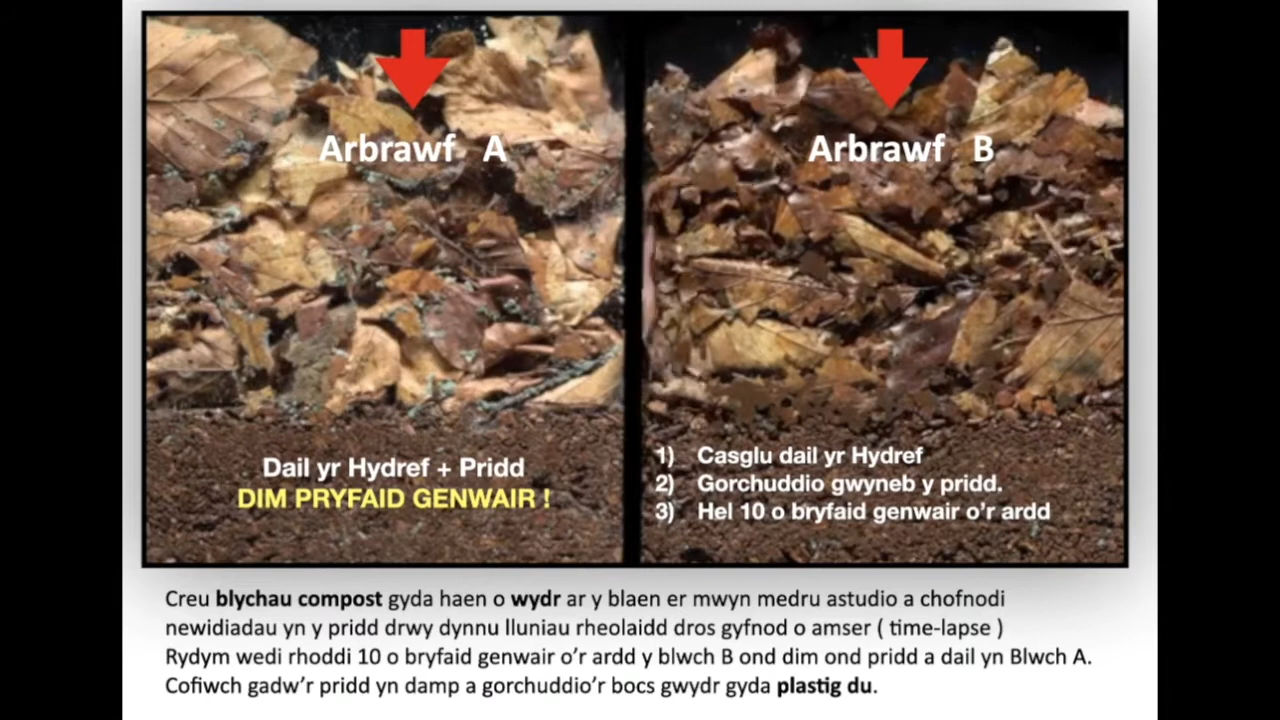 Arbrawf A
Dail yr Hydref + Pridd
DIM PRYFAID GENWAIR !
Arbrawf B
1) Casglu dail yr Hydref
2) Gorchuddio gwyneb y pridd.
3) Hel 10 o bryfaid genwair o'r ardd
Creu blychau compost gyda haen o wydr ar y blaen er mwyn medru astudio a chofnodi
newidiadau yn y pridd drwy dynnu lluniau rheolaidd dros gyfnod o amser ( time-lapse )
Rydym wedi rhoddi 10 o bryfaid genwair o'r ardd y blwch B ond dim ond pridd a dail yn Blwch A.
Cofiwch gadw'r pridd yn damp a gorchuddio'r bocs gwydr gyda plastig du.